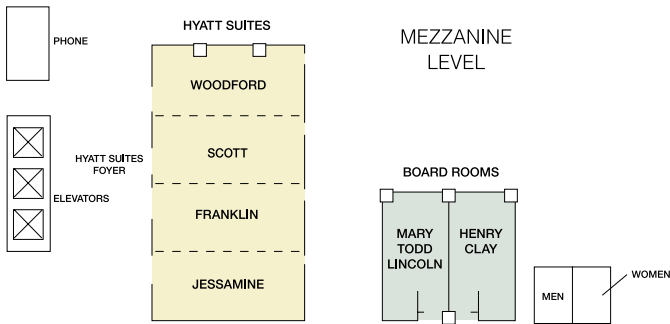 HYATT SUITES
MEZZANINE
LEVEL
PHONE
WOODFORD
SCOTT
HYATT SUITES
FOYER
ELEVATORS
FRANKLIN
JESSAMINE
BOARD ROOMS
MARY
TODD
LINCOLN
HENRY
CLAY
MEN
WOMEN